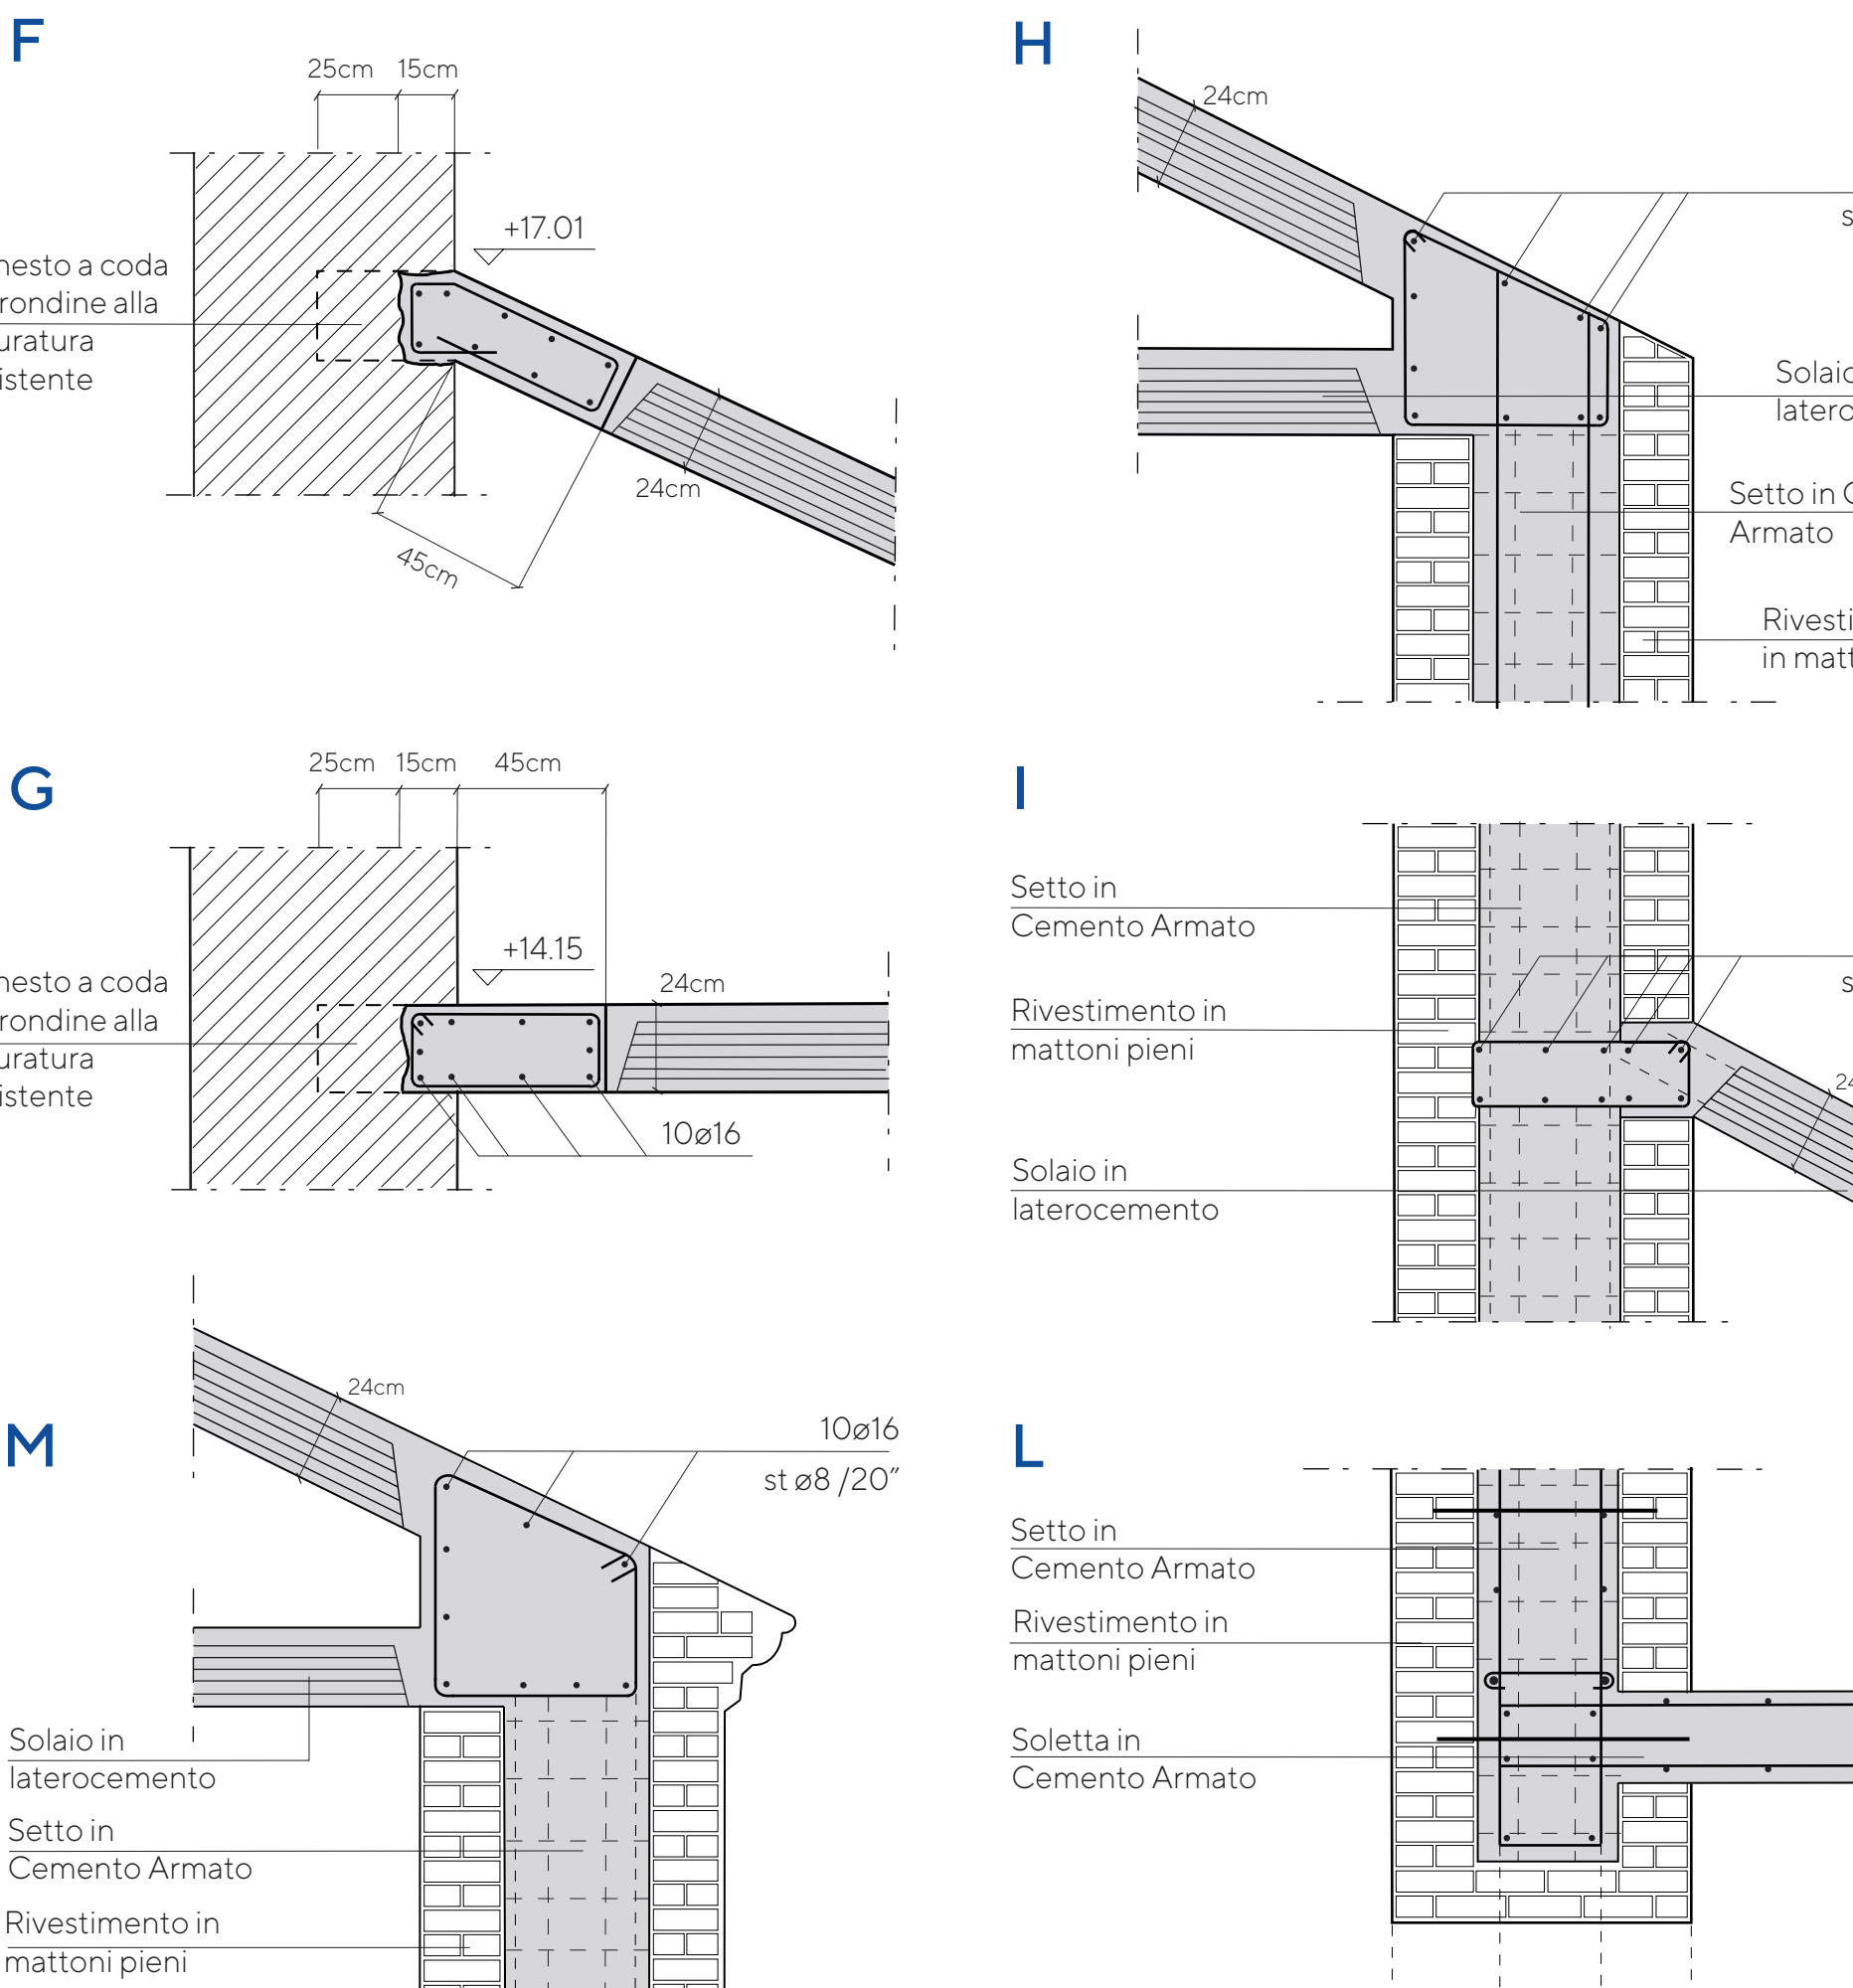 F
25cm 15cm
+17.01
nesto a coda
rondine alla
uratura
istente
24cm
45cm
H
24cm
s
Solaio
latero
Setto in C
Armato
Rivesti
in matt
G
25cm 15cm 45cm
+14.15
24cm
nesto a coda
rondine alla
uratura
istente
10ø16
I
Setto in
Cemento Armato
s
Rivestimento in
mattoni pieni
24
Solaio in
laterocemento
M
24cm
10ø16
st ø8 /20"
Solaio in
laterocemento
Setto in
Cemento Armato
Rivestimento in
mattoni pieni
L
Setto in
Cemento Armato
Rivestimento in
mattoni pieni
Soletta in
Cemento Armato